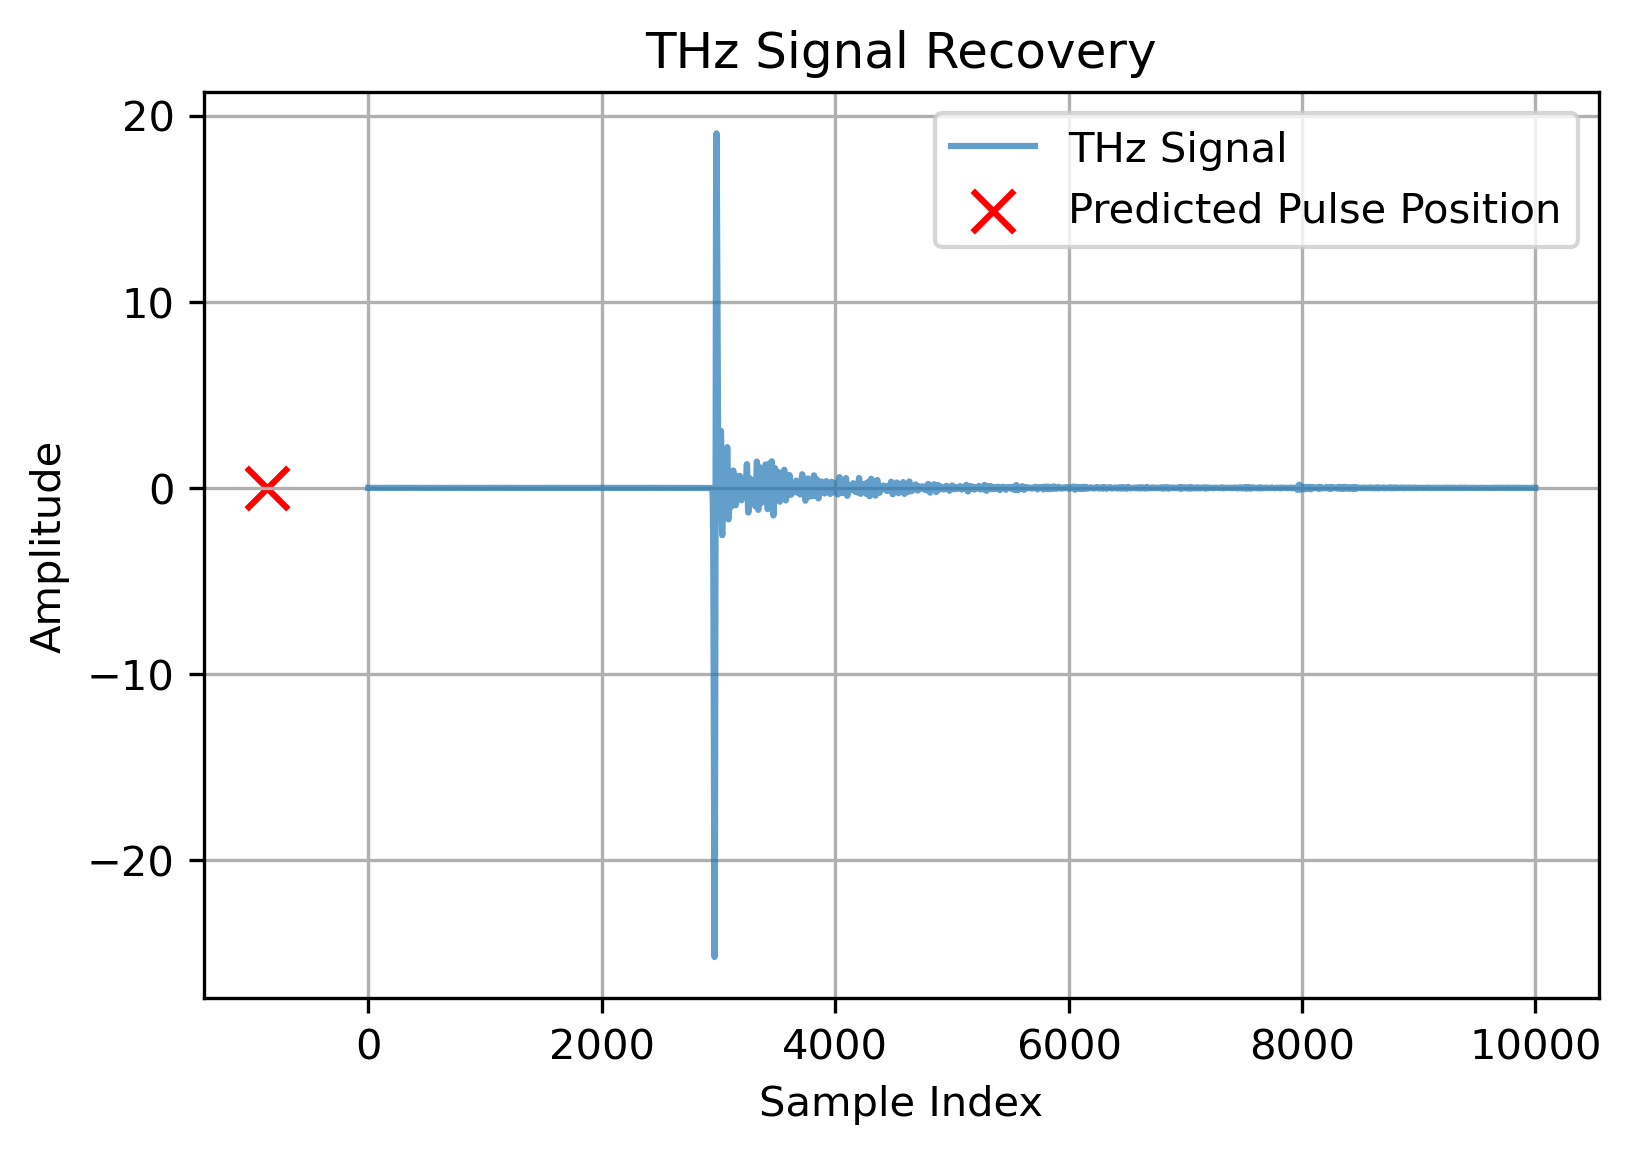 THz Signal Recovery
THz Signal
Predicted Pulse Position
20
10
0
−10
−20
Amplitude
0 2000 4000 6000 8000 10000
Sample Index